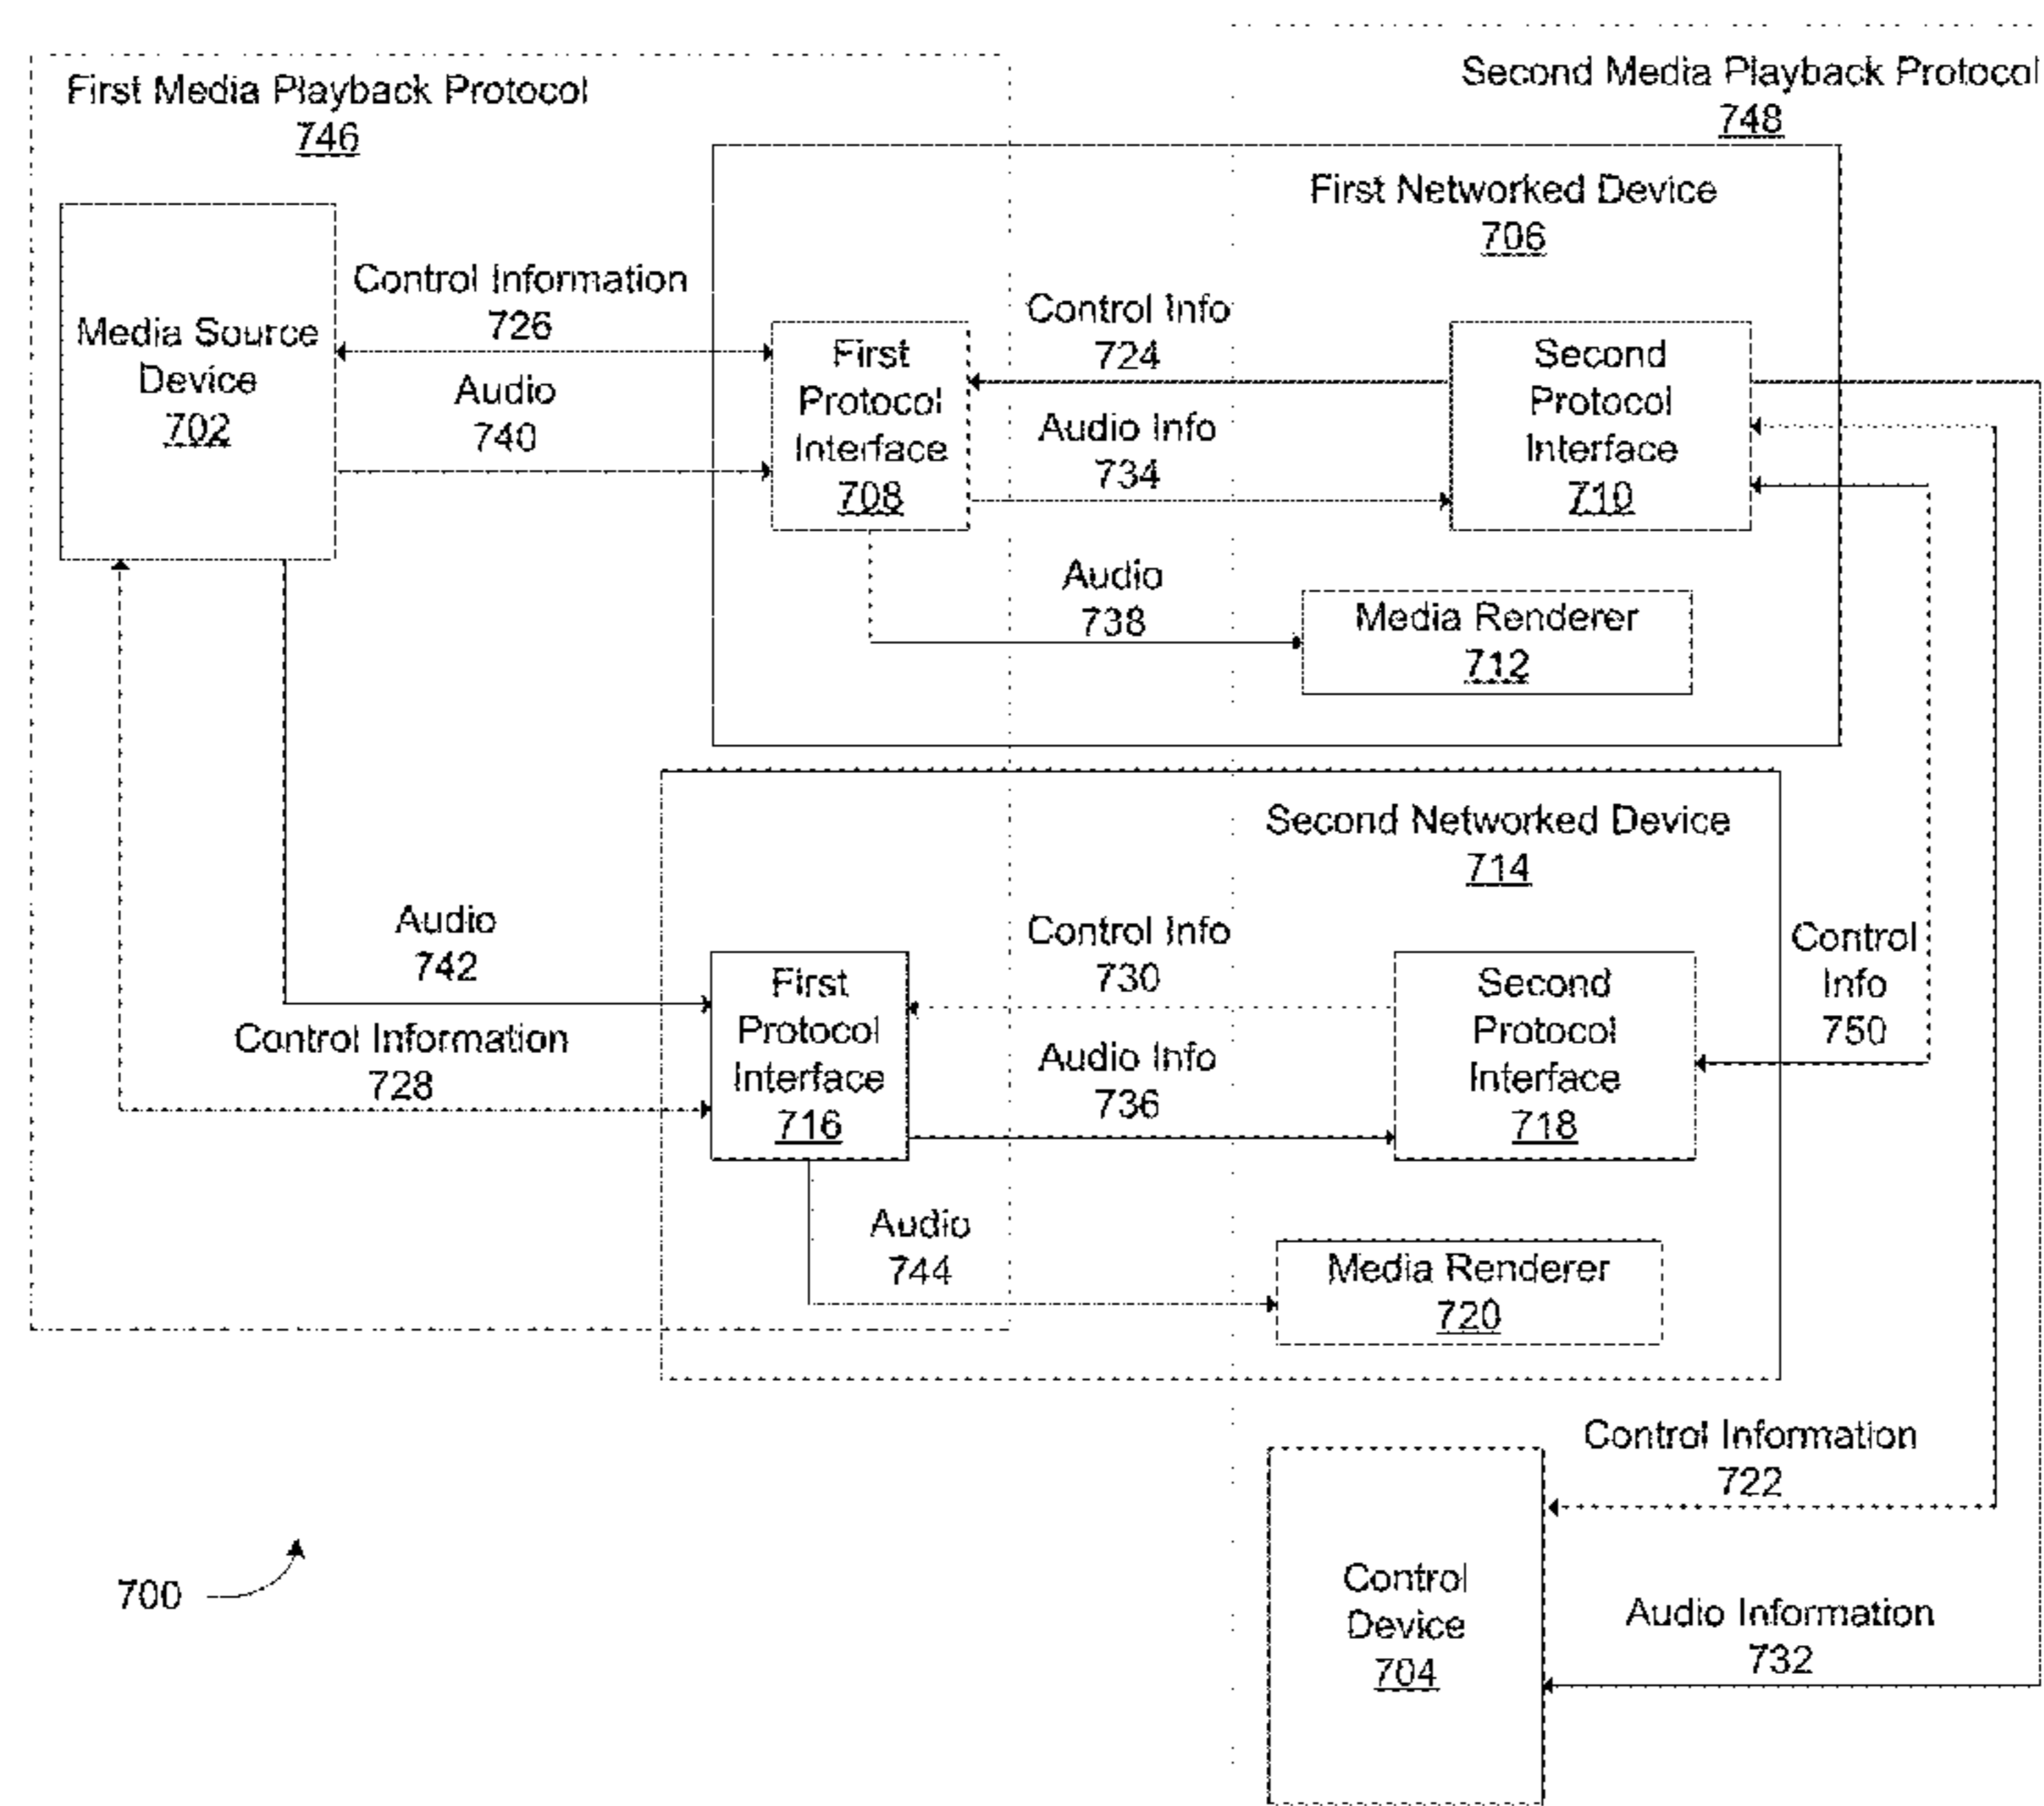 First Media Playback Protocol
746
Second Media Playback Protocol
748
First Networked Device
706
Media Source
Device
702
Control Information
726
Audio
740
First
Protocol
Interface
708
Control Info
724
Audio Info
734
Second
Protocol
Interface
710
Audio
738
Media Renderer
712
Second Networked Device
714
Audio
742
Control Information
728
First
Protocol
Interface
716
Control Info
730
Audio Info
736
Second
Protocol
Interface
718
Control
Info
750
Audio
744
Media Renderer
720
Control Information
722
Control
Device
704
Audio Information
732
700